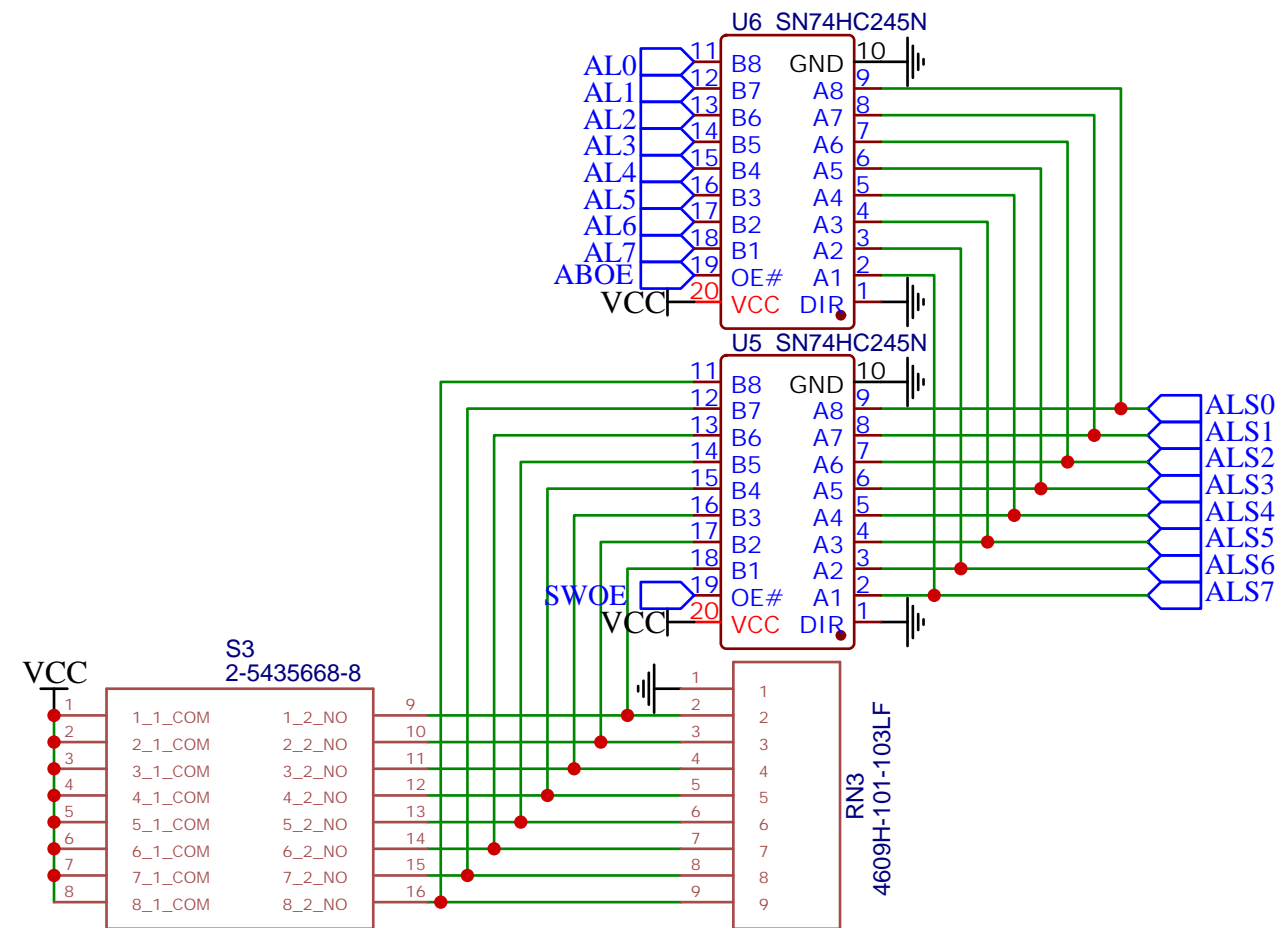 U6 SN74HC245N
AL0 11 B8 GND 10
AL1 12 B7 A8 9
AL2 13 B6 A7 8
AL3 14 B5 A6 7
AL4 15 B4 A5 6
AL5 16 B3 A4 5
AL6 17 B2 A3 4
AL7 18 B1 A2 3
ABOE 19 OE# A1 2
VCC 20 VCC DIR 1
U5 SN74HC245N
11 B8 GND 10
12 B7 A8 9 ALS0
13 B6 A7 8 ALS1
14 B5 A6 7 ALS2
15 B4 A5 6 ALS3
16 B3 A4 5 ALS4
17 B2 A3 4 ALS5
18 B1 A2 3 ALS6
SWOE 19 OE# A1 2 ALS7
VCC 20 VCC DIR 1
S3
2-5435668-8
VCC
1 1_1_COM 1_2_NO 9
2 2_1_COM 2_2_NO 10
3 3_1_COM 3_2_NO 11
4 4_1_COM 4_2_NO 12
5 5_1_COM 5_2_NO 13
6 6_1_COM 6_2_NO 14
7 7_1_COM 7_2_NO 15
8 8_1_COM 8_2_NO 16
1 1
2 2
3 3
4 4
5 5
6 6
7 7
8 8
9 9
RN3
4609H-101-103LF